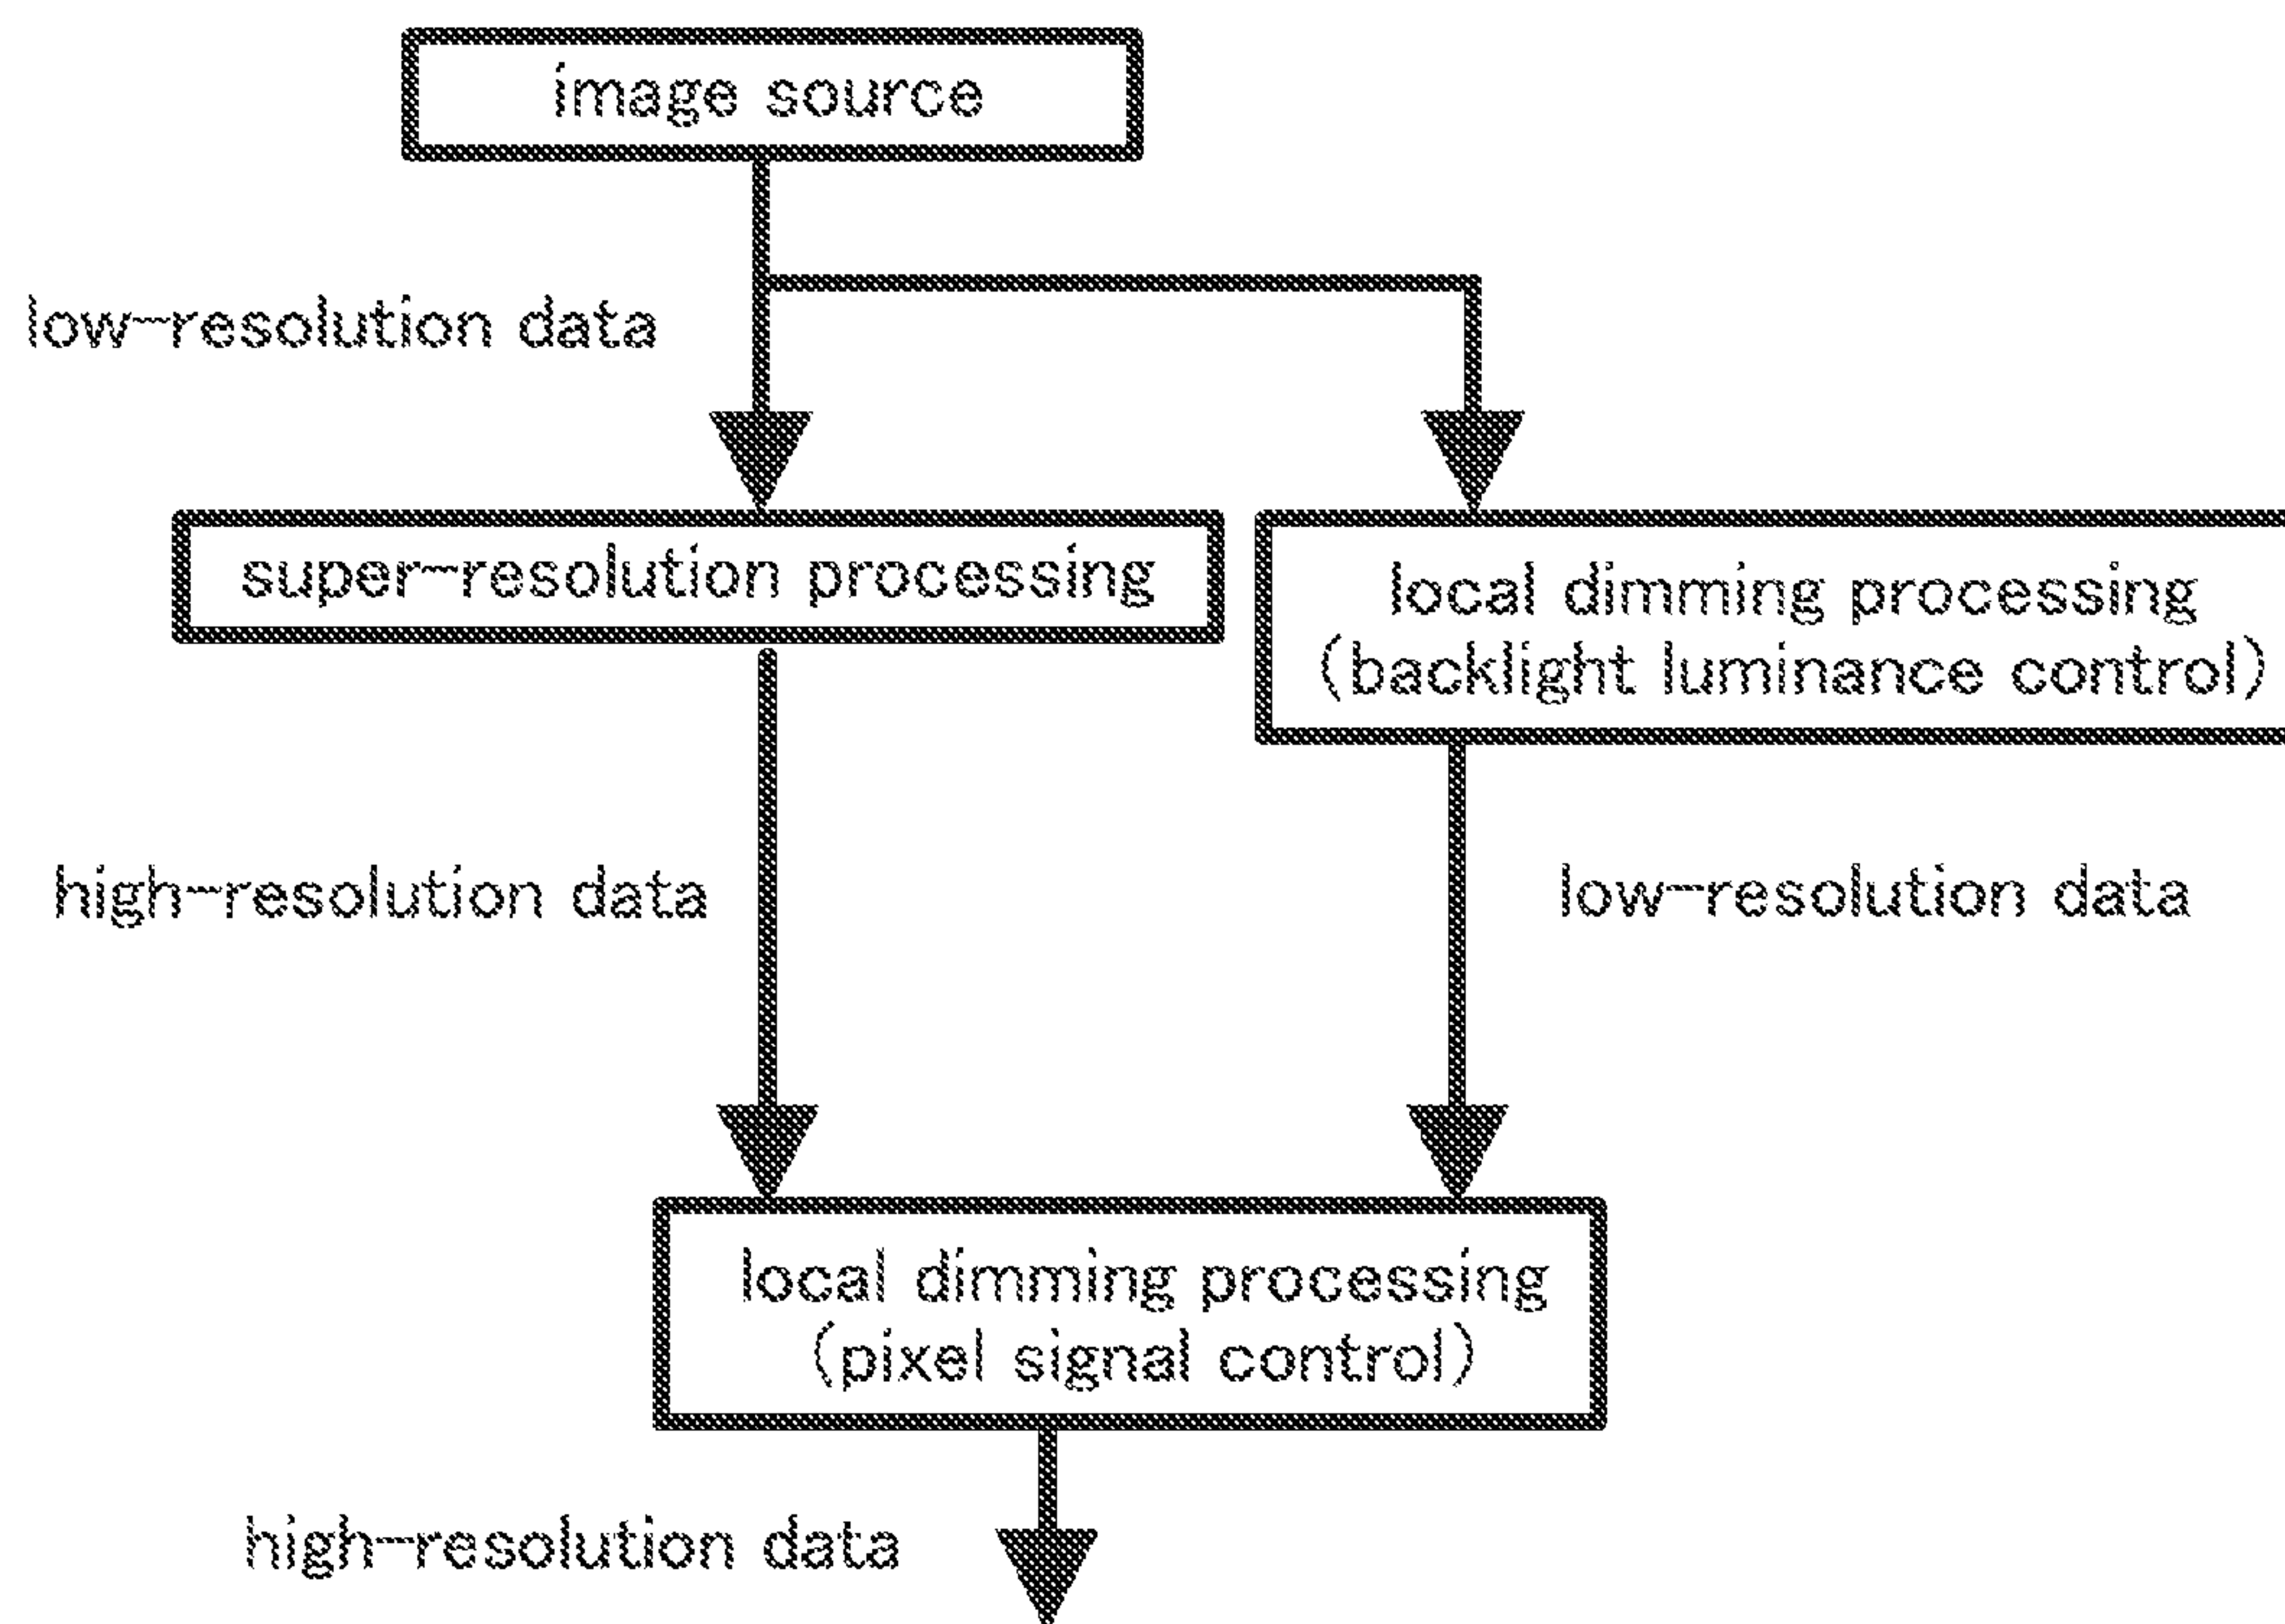 image source
low-resolution data
super-resolution processing
local dimming processing
(backlight luminance control)
high-resolution data
low-resolution data
local dimming processing
(pixel signal control)
high-resolution data